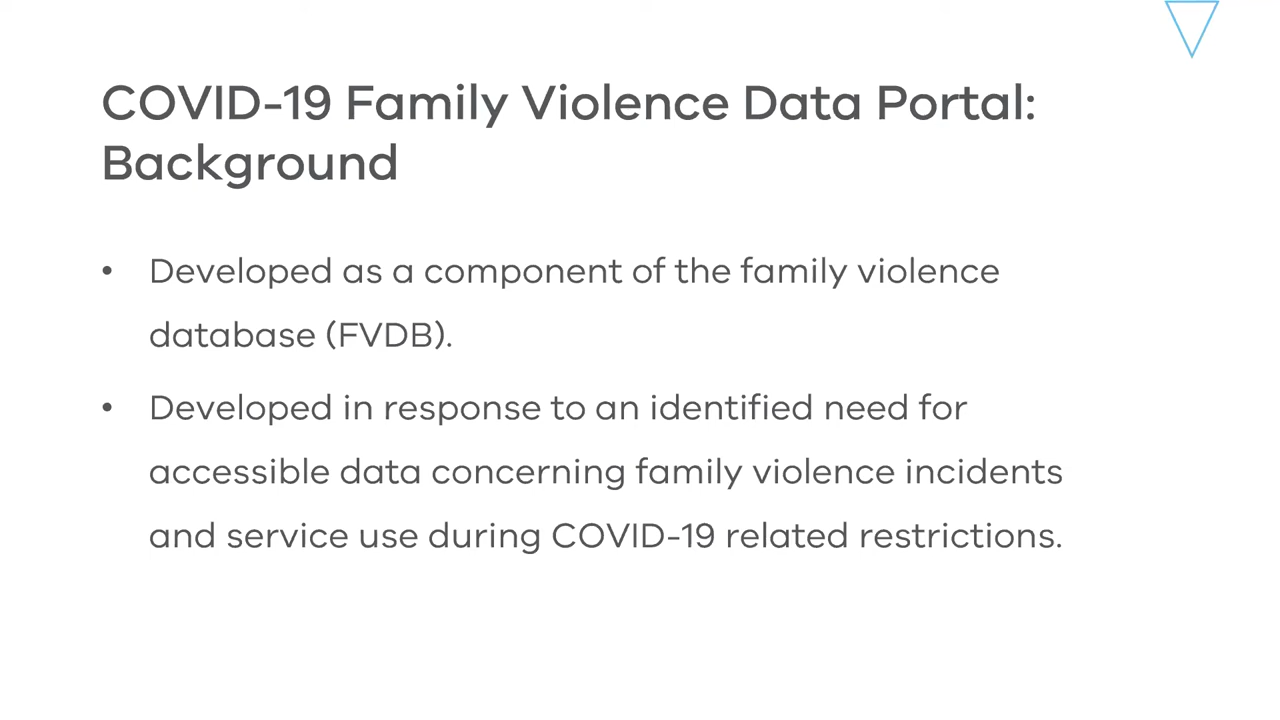 COVID-19 Family Violence Data Portal:
Background
• Developed as a component of the family violence
database (FVDB).
• Developed in response to an identified need for
accessible data concerning family violence incidents
and service use during COVID-19 related restrictions.